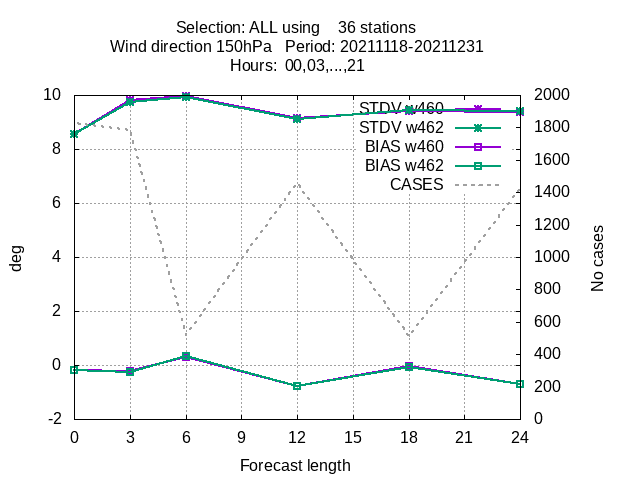 Selection: ALL using    36 stations
Wind direction 150hPa   Period: 20211118-20211231
Hours:  00,03,...,21
10
8
6
4
2
0
-2
deg
STDV w460
STDV w462
BIAS w460
BIAS w462
CASES
2000
1800
1600
1400
1200
1000
800
600
400
200
0
No cases
0 3 6 9 12 15 18 21 24
Forecast length